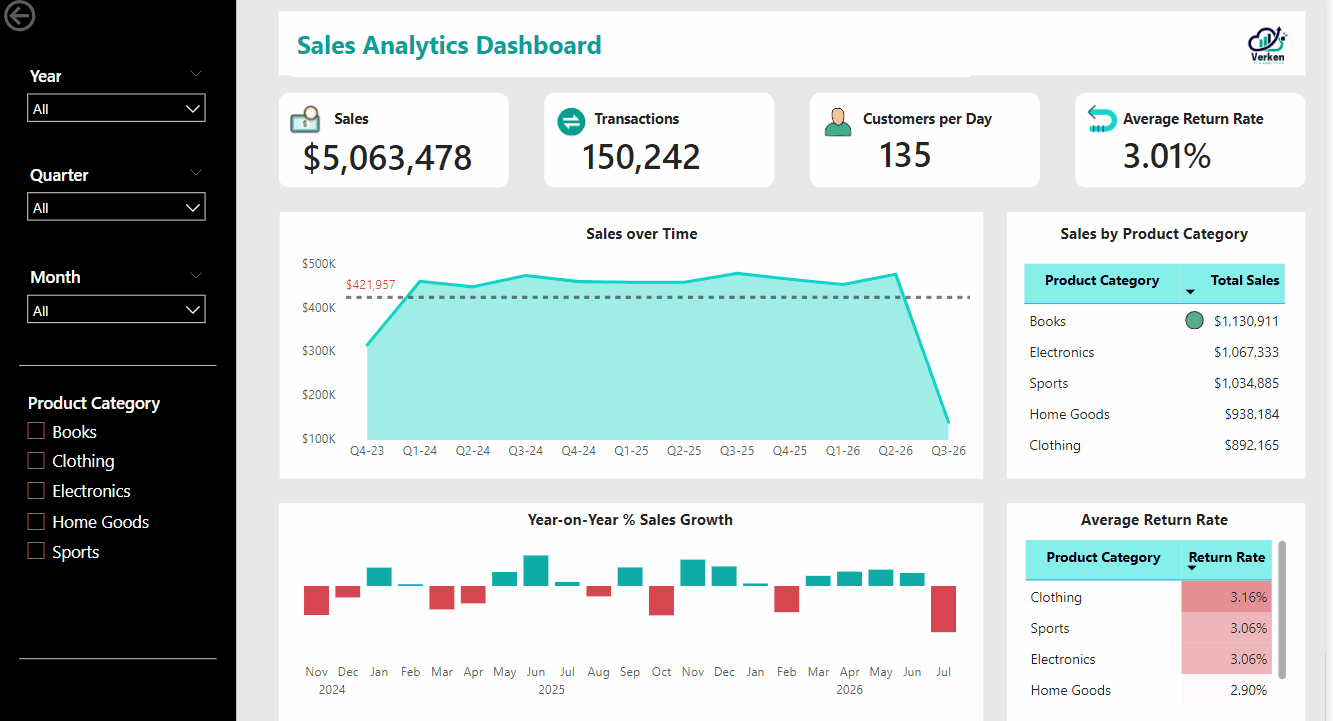 Sales Analytics Dashboard
Verken
Year
All
Quarter
All
Month
All
Product Category
Books
Clothing
Electronics
Home Goods
Sports
Sales
$5,063,478
Transactions
150,242
Customers per Day
135
Average Return Rate
3.01%
Sales over Time
$500K
$400K
$300K
$200K
$100K
$421,957
Q4-23 Q1-24 Q2-24 Q3-24 Q4-24 Q1-25 Q2-25 Q3-25 Q4-25 Q1-26 Q2-26 Q3-26
Sales by Product Category
Product Category Total Sales
Books $1,130,911
Electronics $1,067,333
Sports $1,034,885
Home Goods $938,184
Clothing $892,165
Year-on-Year % Sales Growth
Nov Dec Jan Feb Mar Apr May Jun Jul Aug Sep Oct Nov Dec Jan Feb Mar Apr May Jun Jul
2024 2025 2026
Average Return Rate
Product Category Return Rate
Clothing 3.16%
Sports 3.06%
Electronics 3.06%
Home Goods 2.90%